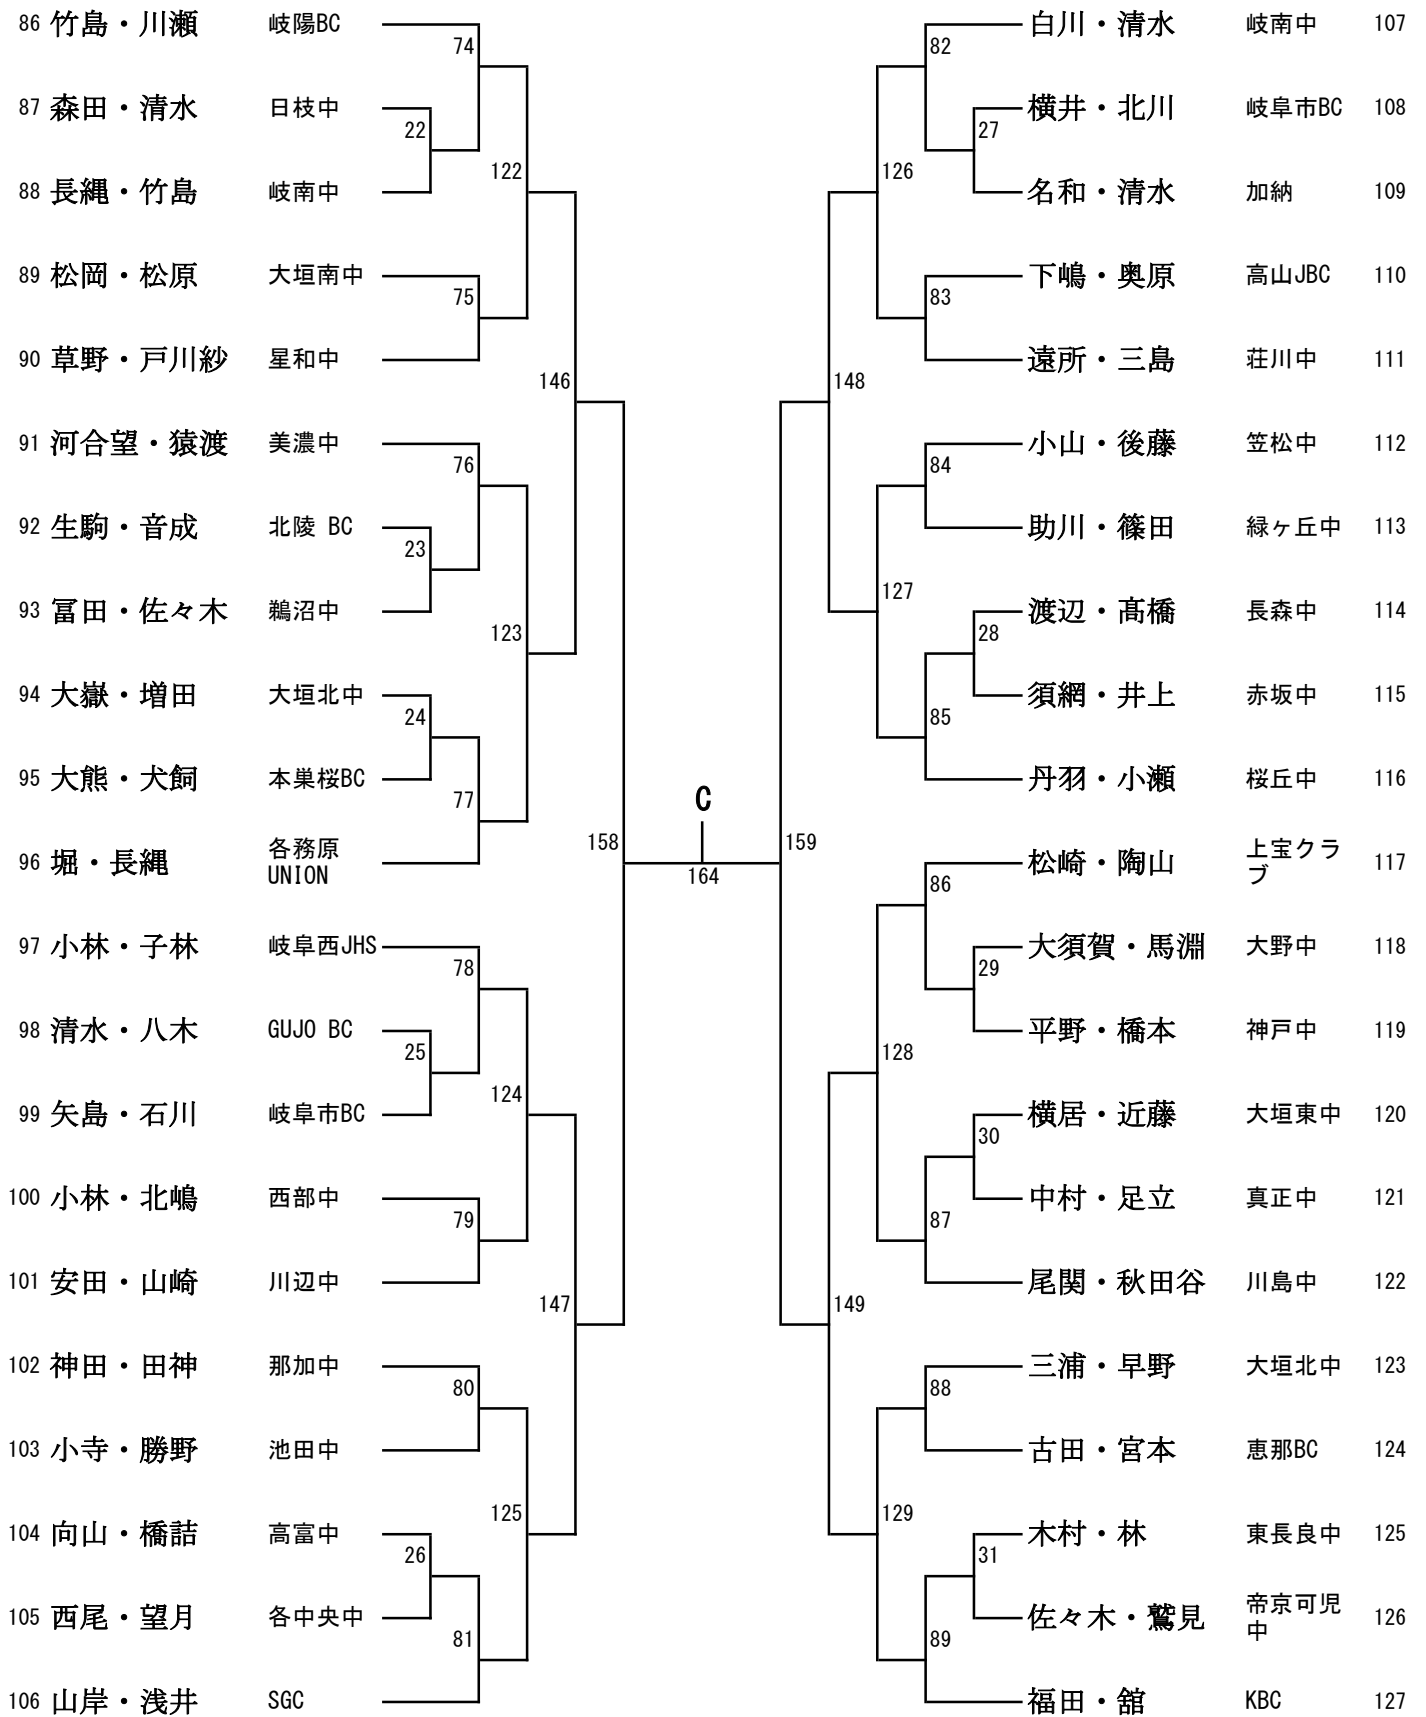 86 竹島・川瀬 岐陽BC 74 82 白川・清水 岐南中 107
87 森田・清水 日枝中 22 27 横井・北川 岐阜市BC 108
122 126
88 長縄・竹島 岐南中 名和・清水 加納 109
89 松岡・松原 大垣南中 75 83 下嶋・奥原 高山JBC 110
90 草野・戸川紗 星和中 遠所・三島 荘川中 111
146 148
91 河合望・猿渡 美濃中 76 84 小山・後藤 笠松中 112
92 生駒・音成 北陵 BC 23 助川・篠田 緑ヶ丘中 113
127
93 冨田・佐々木 鵜沼中 123 28 渡辺・髙橋 長森中 114
94 大嶽・増田 大垣北中 24 85 須網・井上 赤坂中 115
95 大熊・犬飼 本巣桜BC 77 C 丹羽・小瀬 桜丘中 116
158 159
96 堀・長縄 各務原
UNION 164 86 松崎・陶山 上宝クラ
ブ 117
97 小林・子林 岐阜西JHS 78 29 大須賀・馬淵 大野中 118
98 清水・八木 GUJO BC 25 128 平野・橋本 神戸中 119
124
99 矢島・石川 岐阜市BC 30 横居・近藤 大垣東中 120
100 小林・北嶋 西部中 79 87 中村・足立 真正中 121
101 安田・山崎 川辺中 147 149 尾関・秋田谷 川島中 122
102 神田・田神 那加中 80 88 三浦・早野 大垣北中 123
103 小寺・勝野 池田中 古田・宮本 恵那BC 124
125 129
104 向山・橋詰 高富中 26 31 木村・林 東長良中 125
105 西尾・望月 各中央中 81 89 佐々木・鷲見 帝京可児
中 126
106 山岸・浅井 SGC 福田・舘 KBC 127